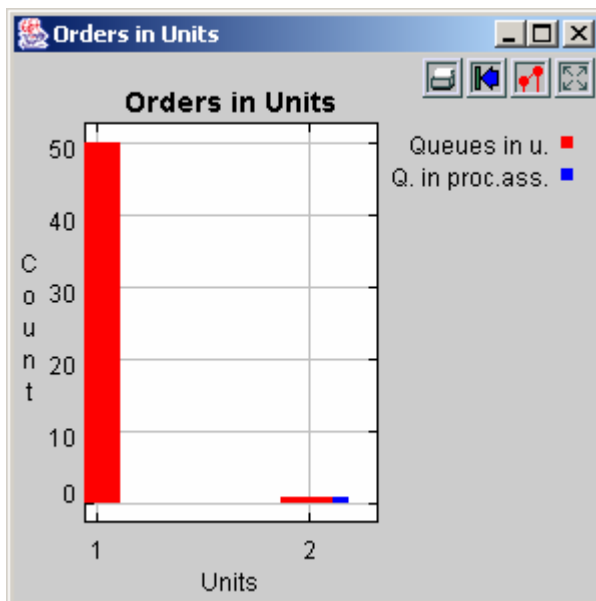 Orders in Units
Orders in Units
Queues in u.
Q. in proc.ass.
Count
50
40
30
20
10
0
1
2
Units